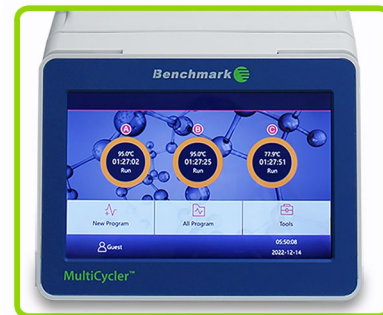 Benchmark
A B C
95.0℃ 95.0℃ 77.9℃
01:27:02 01:27:25 01:27:51
Run Run Run
New Program All Program Tools
Guest
05:50:08
2022-12-14
MultiCycler™